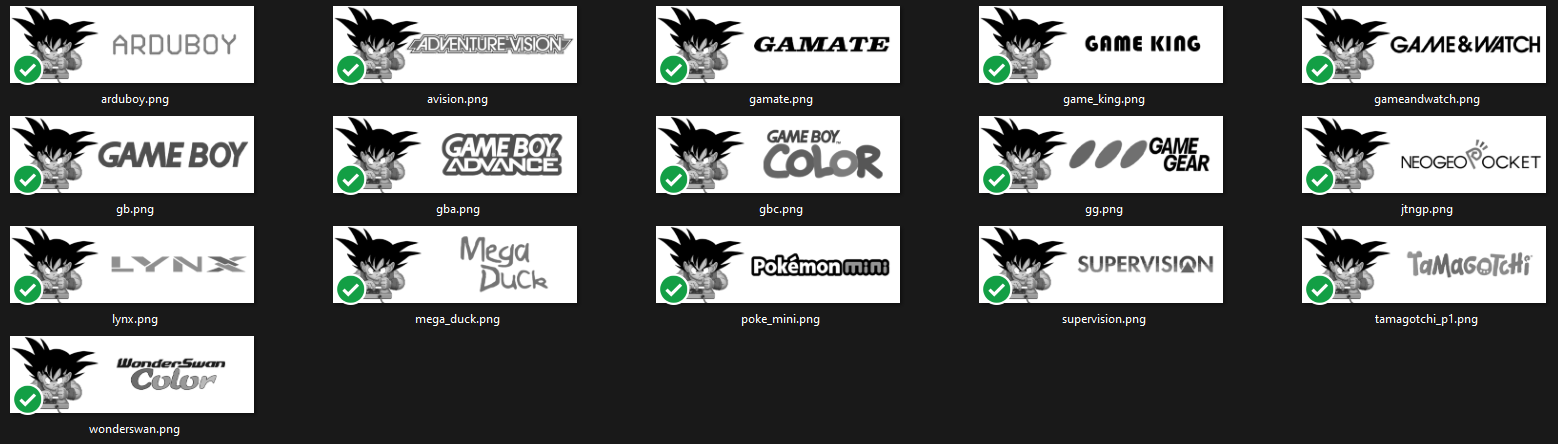 ARDUBOY
ADVENTURE VISION
GAMATE
GAME KING
GAME&WATCH
arduboy.png
avision.png
gamate.png
game_king.png
gameandwatch.png
GAME BOY
GAME BOY
ADVANCE
GAME BOY™
COLOR
GAME
GEAR
NEOGEO POCKET
gb.png
gba.png
gbc.png
gg.png
jtngp.png
LYNX
Mega
Duck
Pokémon mini
SUPERVISION
TaMaGoTCHi
lynx.png
mega_duck.png
poke_mini.png
supervision.png
tamagotchi_p1.png
WonderSwan
Color
wonderswan.png